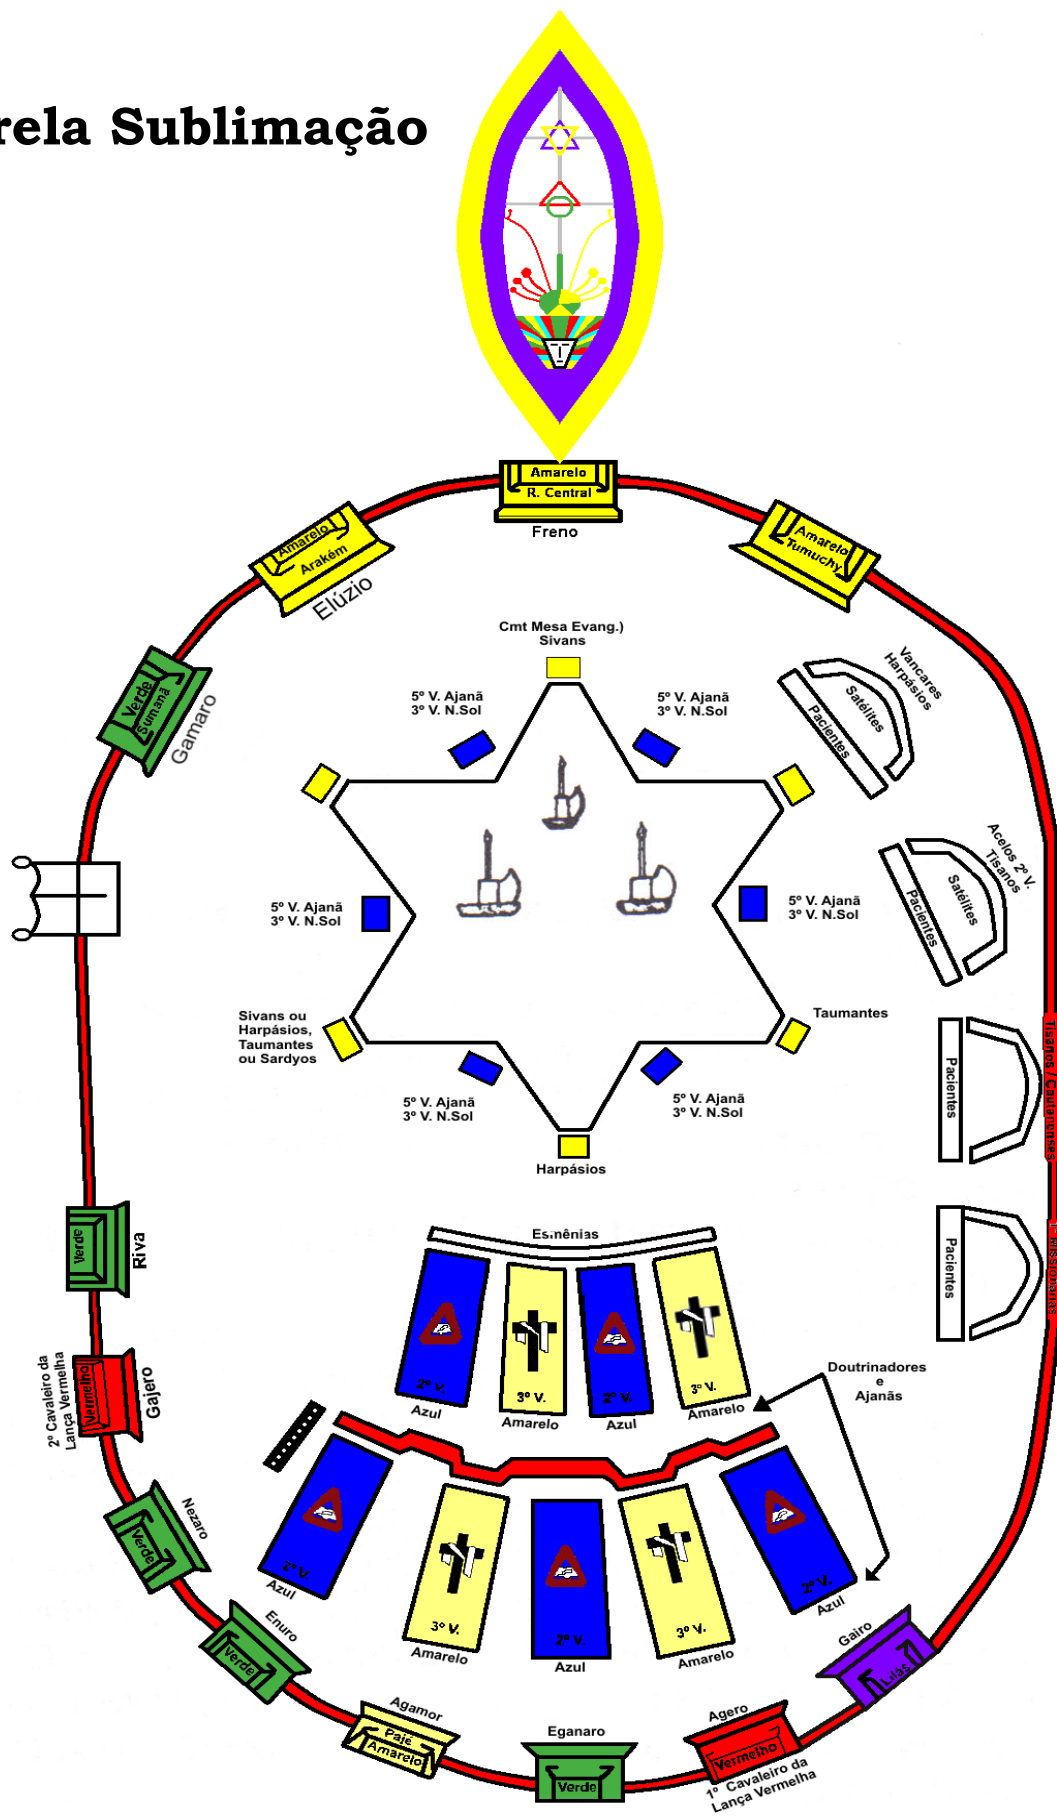 rela Sublimação
Amarelo
R. Central
Freno
Amarelo
Arakém
Elúzio
Amarelo
Tumuchy
Verde
Sumanã
Gamaro
Cmt Mesa Evang.)
Sivans
5º V. Ajanã
3º V. N.Sol
5º V. Ajanã
3º V. N.Sol
Vancares
Harpásios
Satélites
Pacientes
Acelos 2º V.
Tisanos
Satélites
Pacientes
5º V. Ajanã
3º V. N.Sol
5º V. Ajanã
3º V. N.Sol
Sivans ou
Harpásios,
Taumantes
ou Sardyos
Taumantes
Tisanos / Cautanenses
Pacientes
5º V. Ajanã
3º V. N.Sol
5º V. Ajanã
3º V. N.Sol
Harpásios
Missionarias
Pacientes
Verde
Riva
Esmênias
2º V.
Azul
3º V.
Amarelo
2º V.
Azul
3º V.
Amarelo
Doutrinadores
e
Ajanãs
2º Cavaleiro da
Lança Vermelha
Vermelho
Gajero
Nezaro
Verde
2º V.
Azul
3º V.
Amarelo
2º V.
Azul
3º V.
Amarelo
2º V.
Azul
Enuro
Verde
Gairo
Lilás
Agamor
Pajé
Amarelo
Eganaro
Verde
Agero
Vermelho
1º Cavaleiro da
Lança Vermelha